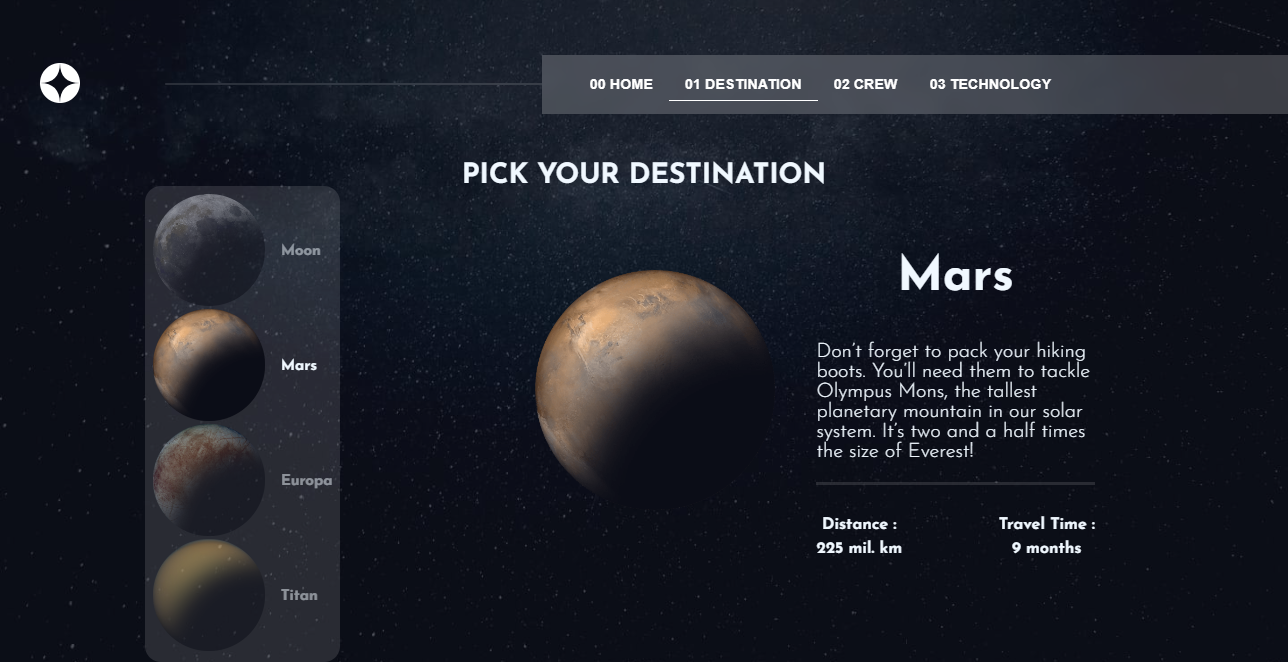 00 HOME
01 DESTINATION
02 CREW
03 TECHNOLOGY
PICK YOUR DESTINATION
Moon
Mars
Europa
Titan
Mars
Don't forget to pack your hiking
boots. You'll need them to tackle
Olympus Mons, the tallest
planetary mountain in our solar
system. It's two and a half times
the size of Everest!
Distance :
225 mil. km
Travel Time :
9 months